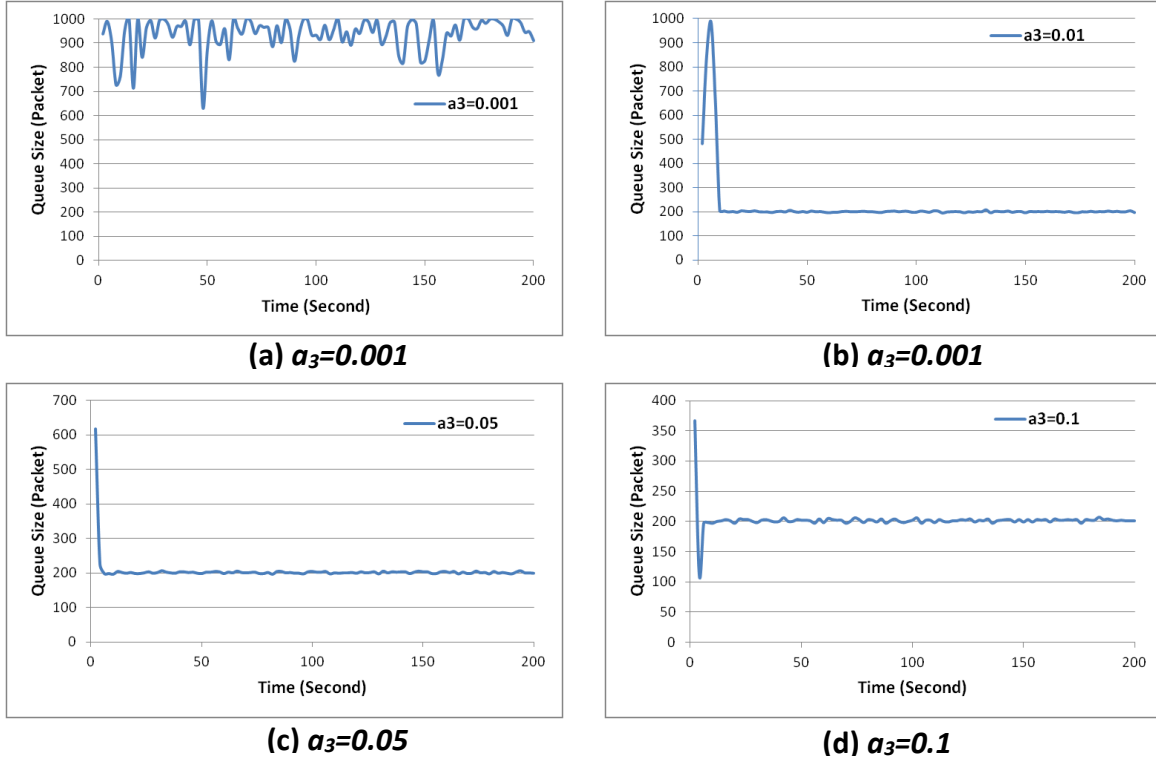 1000
900
800
700
600
500
400
300
200
100
0
Queue Size (Packet)
a3=0.001
0 50 100 150 200
Time (Second)
(a) a3=0.001
1000
900
800
700
600
500
400
300
200
100
0
Queue Size (Packet)
a3=0.01
0 50 100 150 200
Time (Second)
(b) a3=0.001
700
600
500
400
300
200
100
0
Queue Size (Packet)
a3=0.05
0 50 100 150 200
Time (Second)
(c) a3=0.05
400
350
300
250
200
150
100
50
0
Queue Size (Packet)
a3=0.1
0 50 100 150 200
Time (Second)
(d) a3=0.1